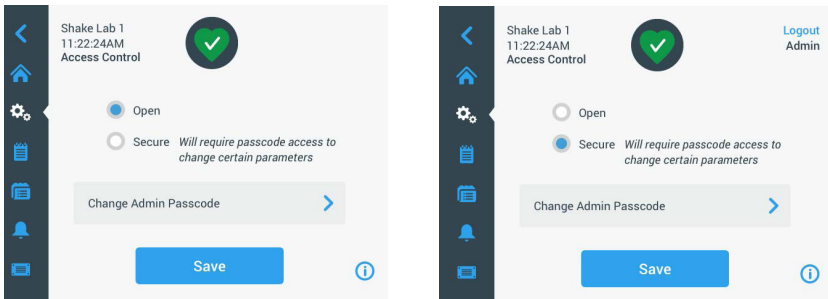 Shake Lab 1
11:22:24AM
Access Control
Open
Secure Will require passcode access to
change certain parameters
Change Admin Passcode
Save
Shake Lab 1
11:22:24AM
Access Control
Logout
Admin
Open
Secure Will require passcode access to
change certain parameters
Change Admin Passcode
Save